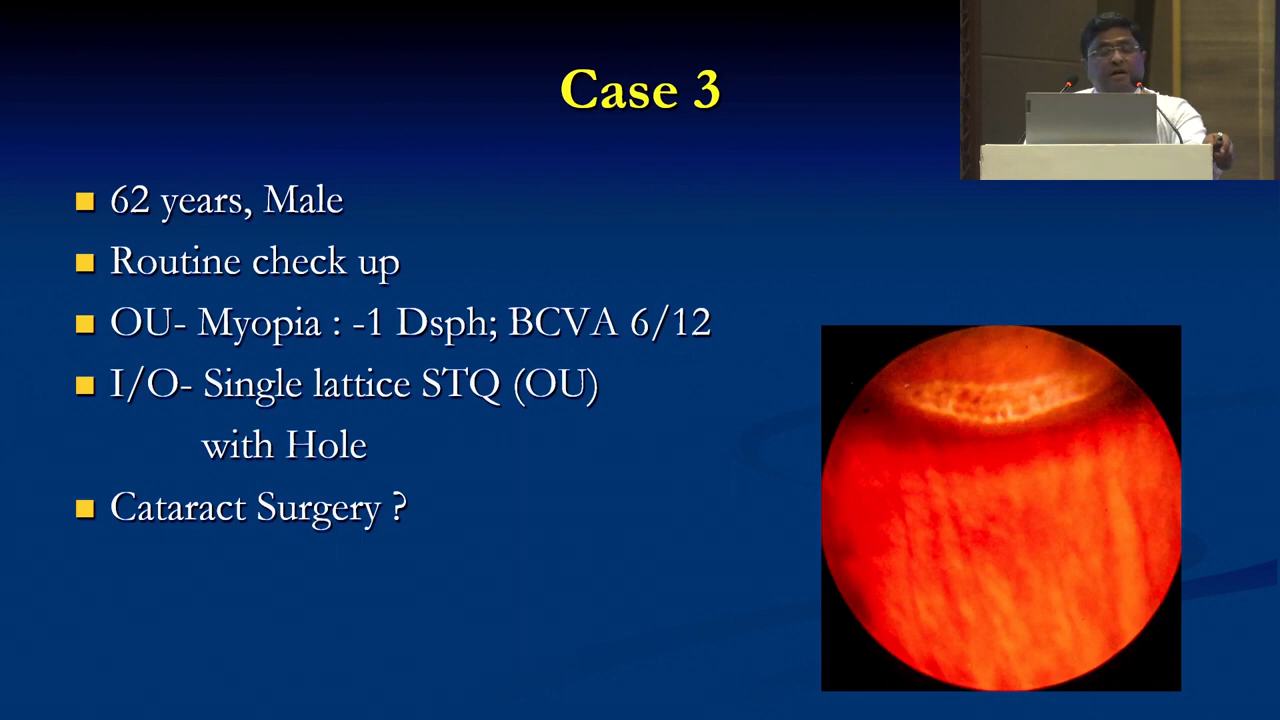 Case 3
62 years, Male
Routine check up
OU- Myopia : -1 Dsph; BCVA 6/12
I/O- Single lattice STQ (OU)
with Hole
Cataract Surgery ?